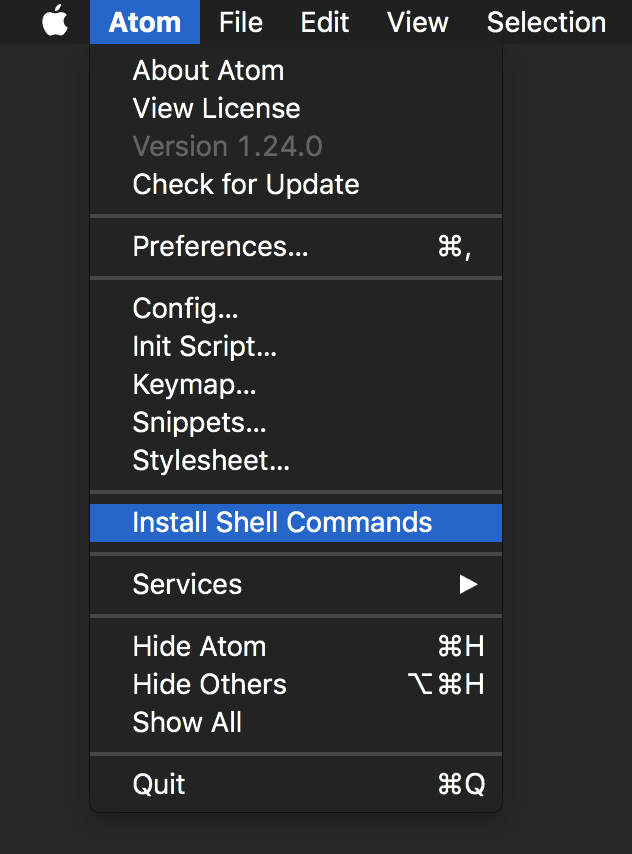 Atom File Edit View Selection
About Atom
View License
Version 1.24.0
Check for Update
Preferences... ⌘,
Config...
Init Script...
Keymap...
Snippets...
Stylesheet...
Install Shell Commands
Services ▶
Hide Atom ⌘H
Hide Others ⌥⌘H
Show All
Quit ⌘Q